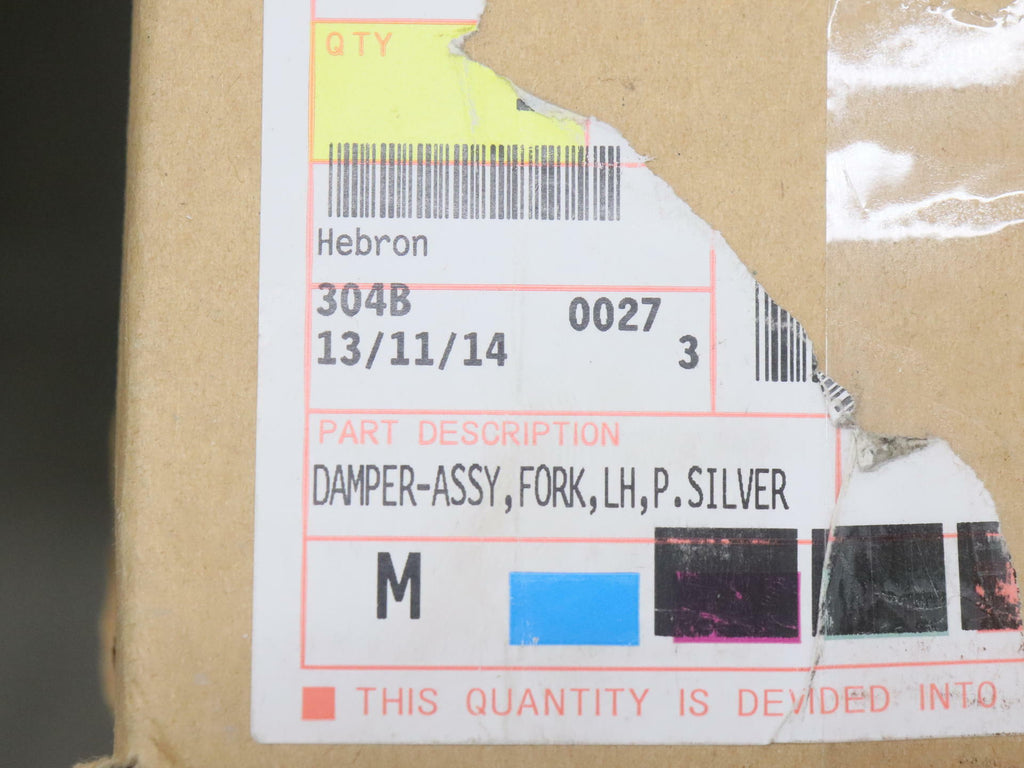 QTY
Hebron
304B 0027
13/11/14 3
PART DESCRIPTION
DAMPER-ASSY,FORK,LH,P.SILVER
M
THIS QUANTITY IS DEVIDED INTO